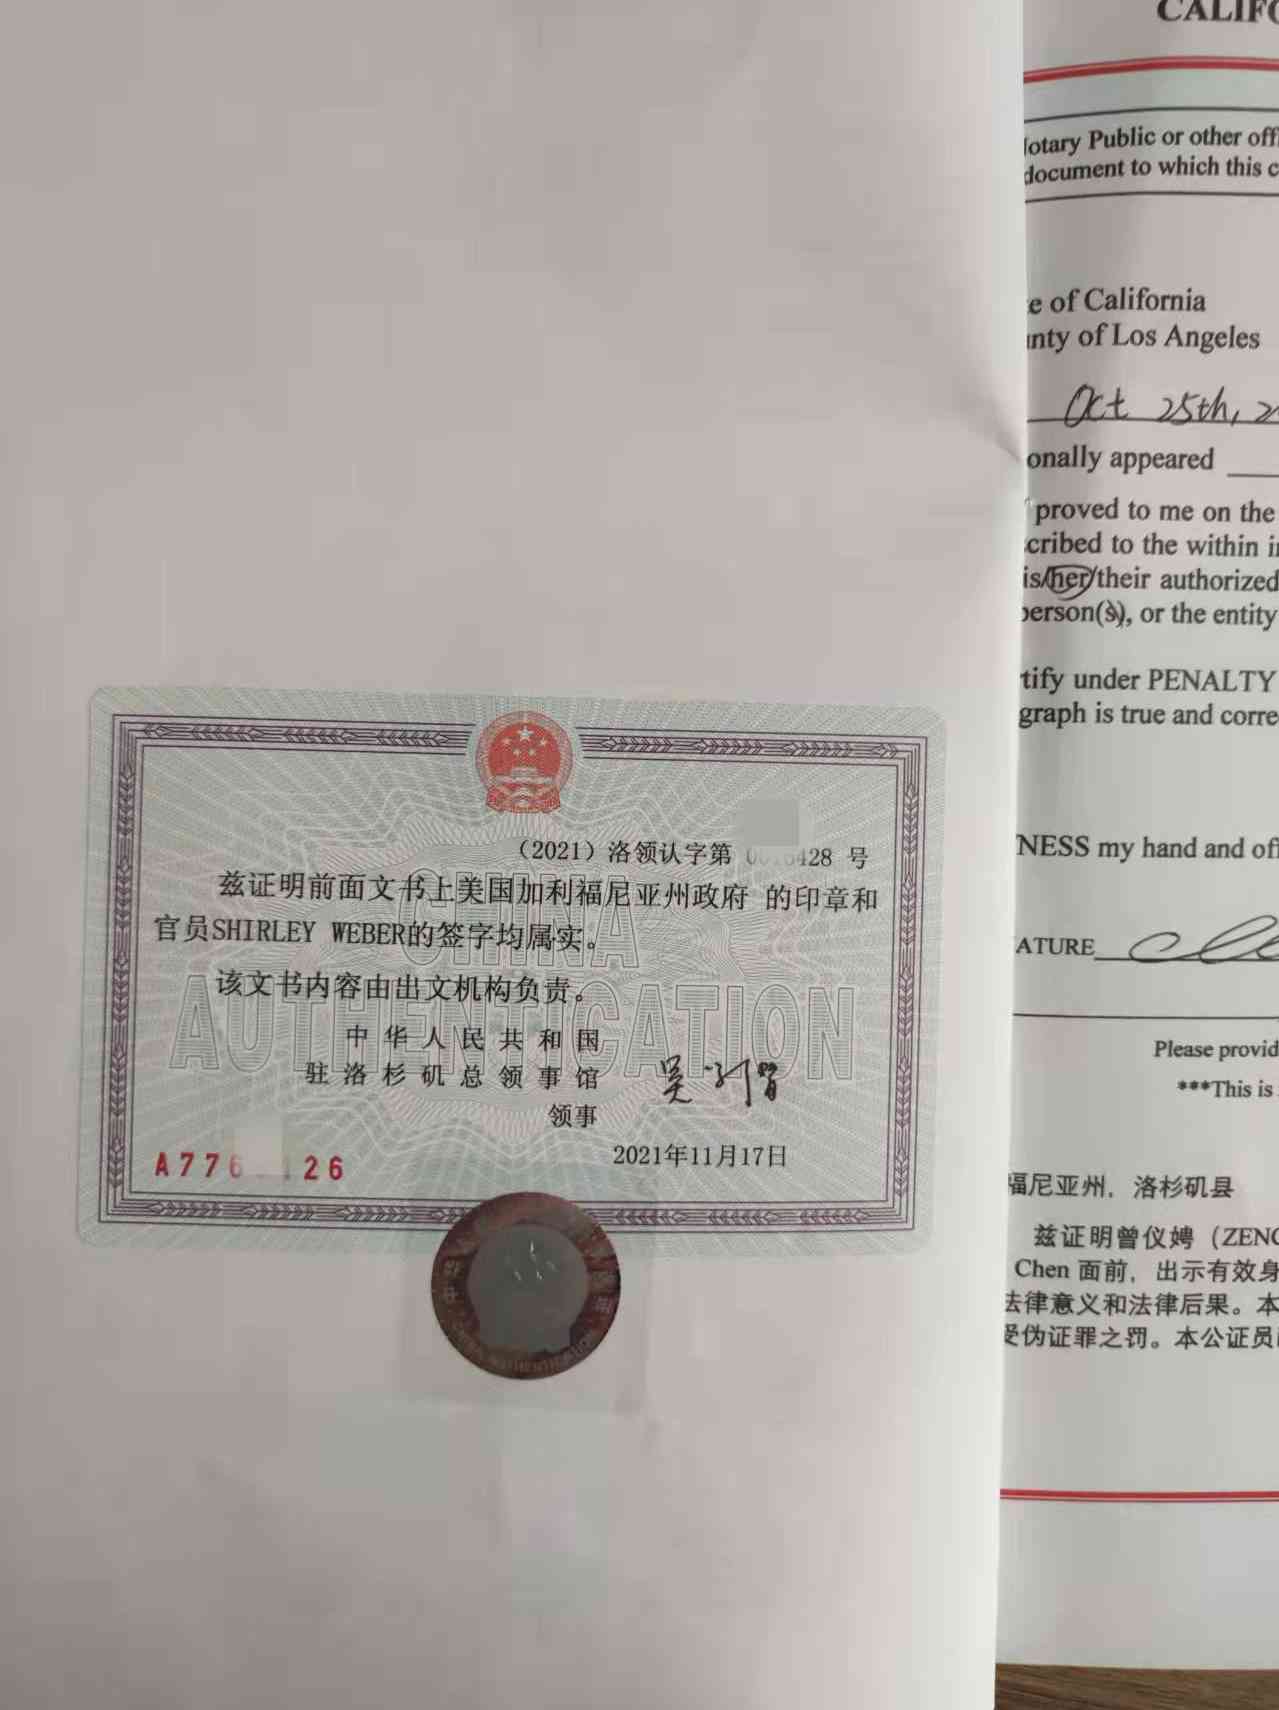 CALIFO
Notary Public or other off
document to which this c
e of California
unty of Los Angeles
Oct 25th, 2
onally appeared
proved to me on the
scribed to the within i
is/her/their authorized
person(s), or the entity
tify under PENALTY
graph is true and corre
NESS my hand and off
ATURE
Please provid
***This is
福尼亚州，洛杉矶县
兹证明曾仪娉（ZENG
Chen 面前，出示有效身
法律意义和法律后果。本
受伪证罪之罚。本公证员
（2021）洛领认字第 428 号
兹证明前面文书上美国加利福尼亚州政府 的印章和
官员SHIRLEY WEBER的签字均属实。
该文书内容由出文机构负责。
CHINA
AUTHENTICATION
中华人民共和国
驻洛杉矶总领事馆
领事
2021年11月17日
A776 126